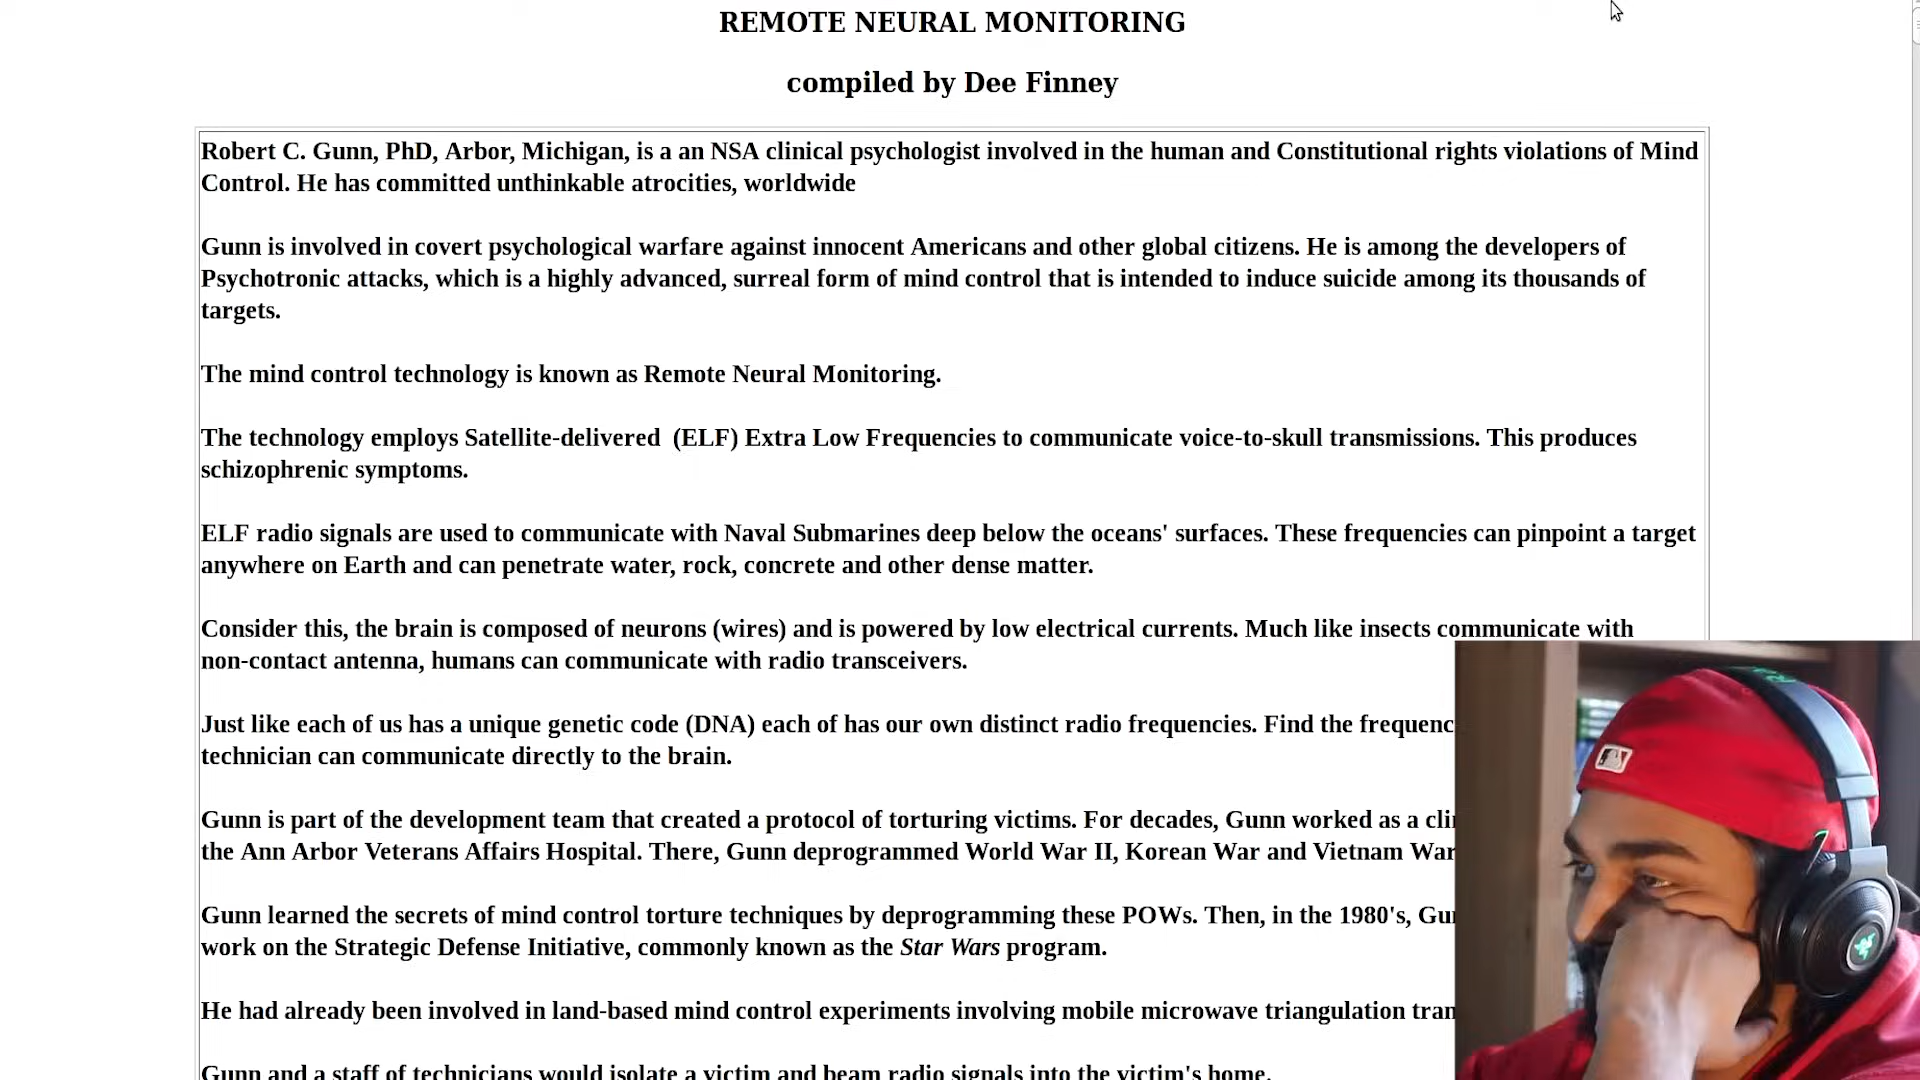 REMOTE NEURAL MONITORING
compiled by Dee Finney
Robert C. Gunn, PhD, Arbor, Michigan, is a an NSA clinical psychologist involved in the human and Constitutional rights violations of Mind
Control. He has committed unthinkable atrocities, worldwide
Gunn is involved in covert psychological warfare against innocent Americans and other global citizens. He is among the developers of
Psychotronic attacks, which is a highly advanced, surreal form of mind control that is intended to induce suicide among its thousands of
targets.
The mind control technology is known as Remote Neural Monitoring.
The technology employs Satellite-delivered  (ELF) Extra Low Frequencies to communicate voice-to-skull transmissions. This produces
schizophrenic symptoms.
ELF radio signals are used to communicate with Naval Submarines deep below the oceans' surfaces. These frequencies can pinpoint a target
anywhere on Earth and can penetrate water, rock, concrete and other dense matter.
Consider this, the brain is composed of neurons (wires) and is powered by low electrical currents. Much like insects communicate with
non-contact antenna, humans can communicate with radio transceivers.
Just like each of us has a unique genetic code (DNA) each of has our own distinct radio frequencies. Find the frequenc
technician can communicate directly to the brain.
Gunn is part of the development team that created a protocol of torturing victims. For decades, Gunn worked as a cli
the Ann Arbor Veterans Affairs Hospital. There, Gunn deprogrammed World War II, Korean War and Vietnam War
Gunn learned the secrets of mind control torture techniques by deprogramming these POWs. Then, in the 1980's, Gu
work on the Strategic Defense Initiative, commonly known as the Star Wars program.
He had already been involved in land-based mind control experiments involving mobile microwave triangulation tran
Gunn and a staff of technicians would isolate a victim and beam radio signals into the victim's home.